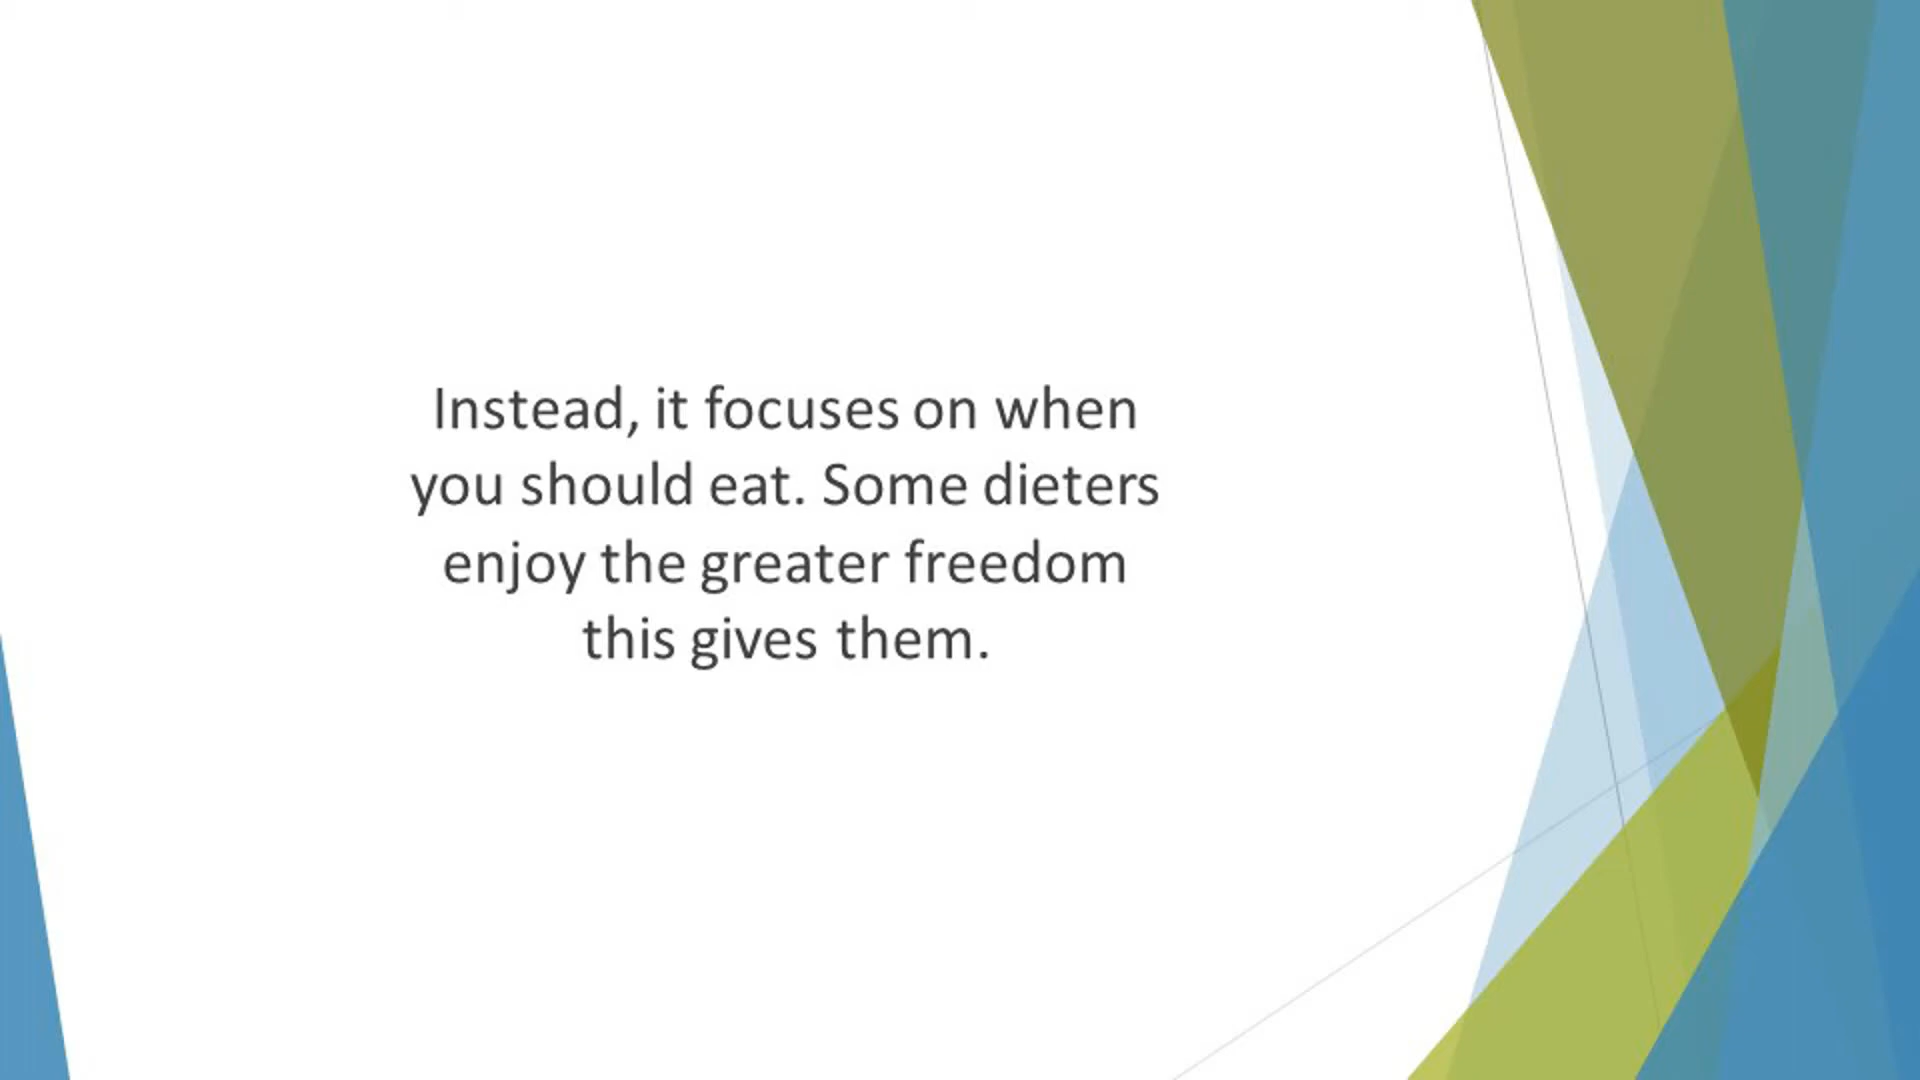 Instead, it focuses on when
you should eat. Some dieters
enjoy the greater freedom
this gives them.